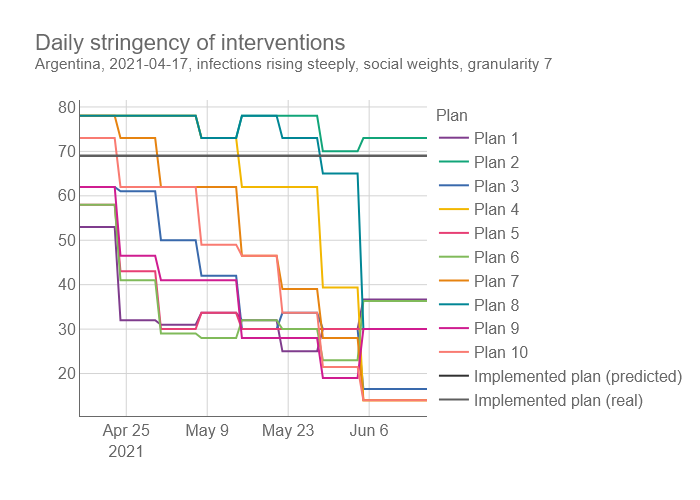 Daily stringency of interventions
Argentina, 2021-04-17, infections rising steeply, social weights, granularity 7
80
70
60
50
40
30
20
Apr 25
2021
May 9
May 23
Jun 6
Plan
Plan 1
Plan 2
Plan 3
Plan 4
Plan 5
Plan 6
Plan 7
Plan 8
Plan 9
Plan 10
Implemented plan (predicted)
Implemented plan (real)